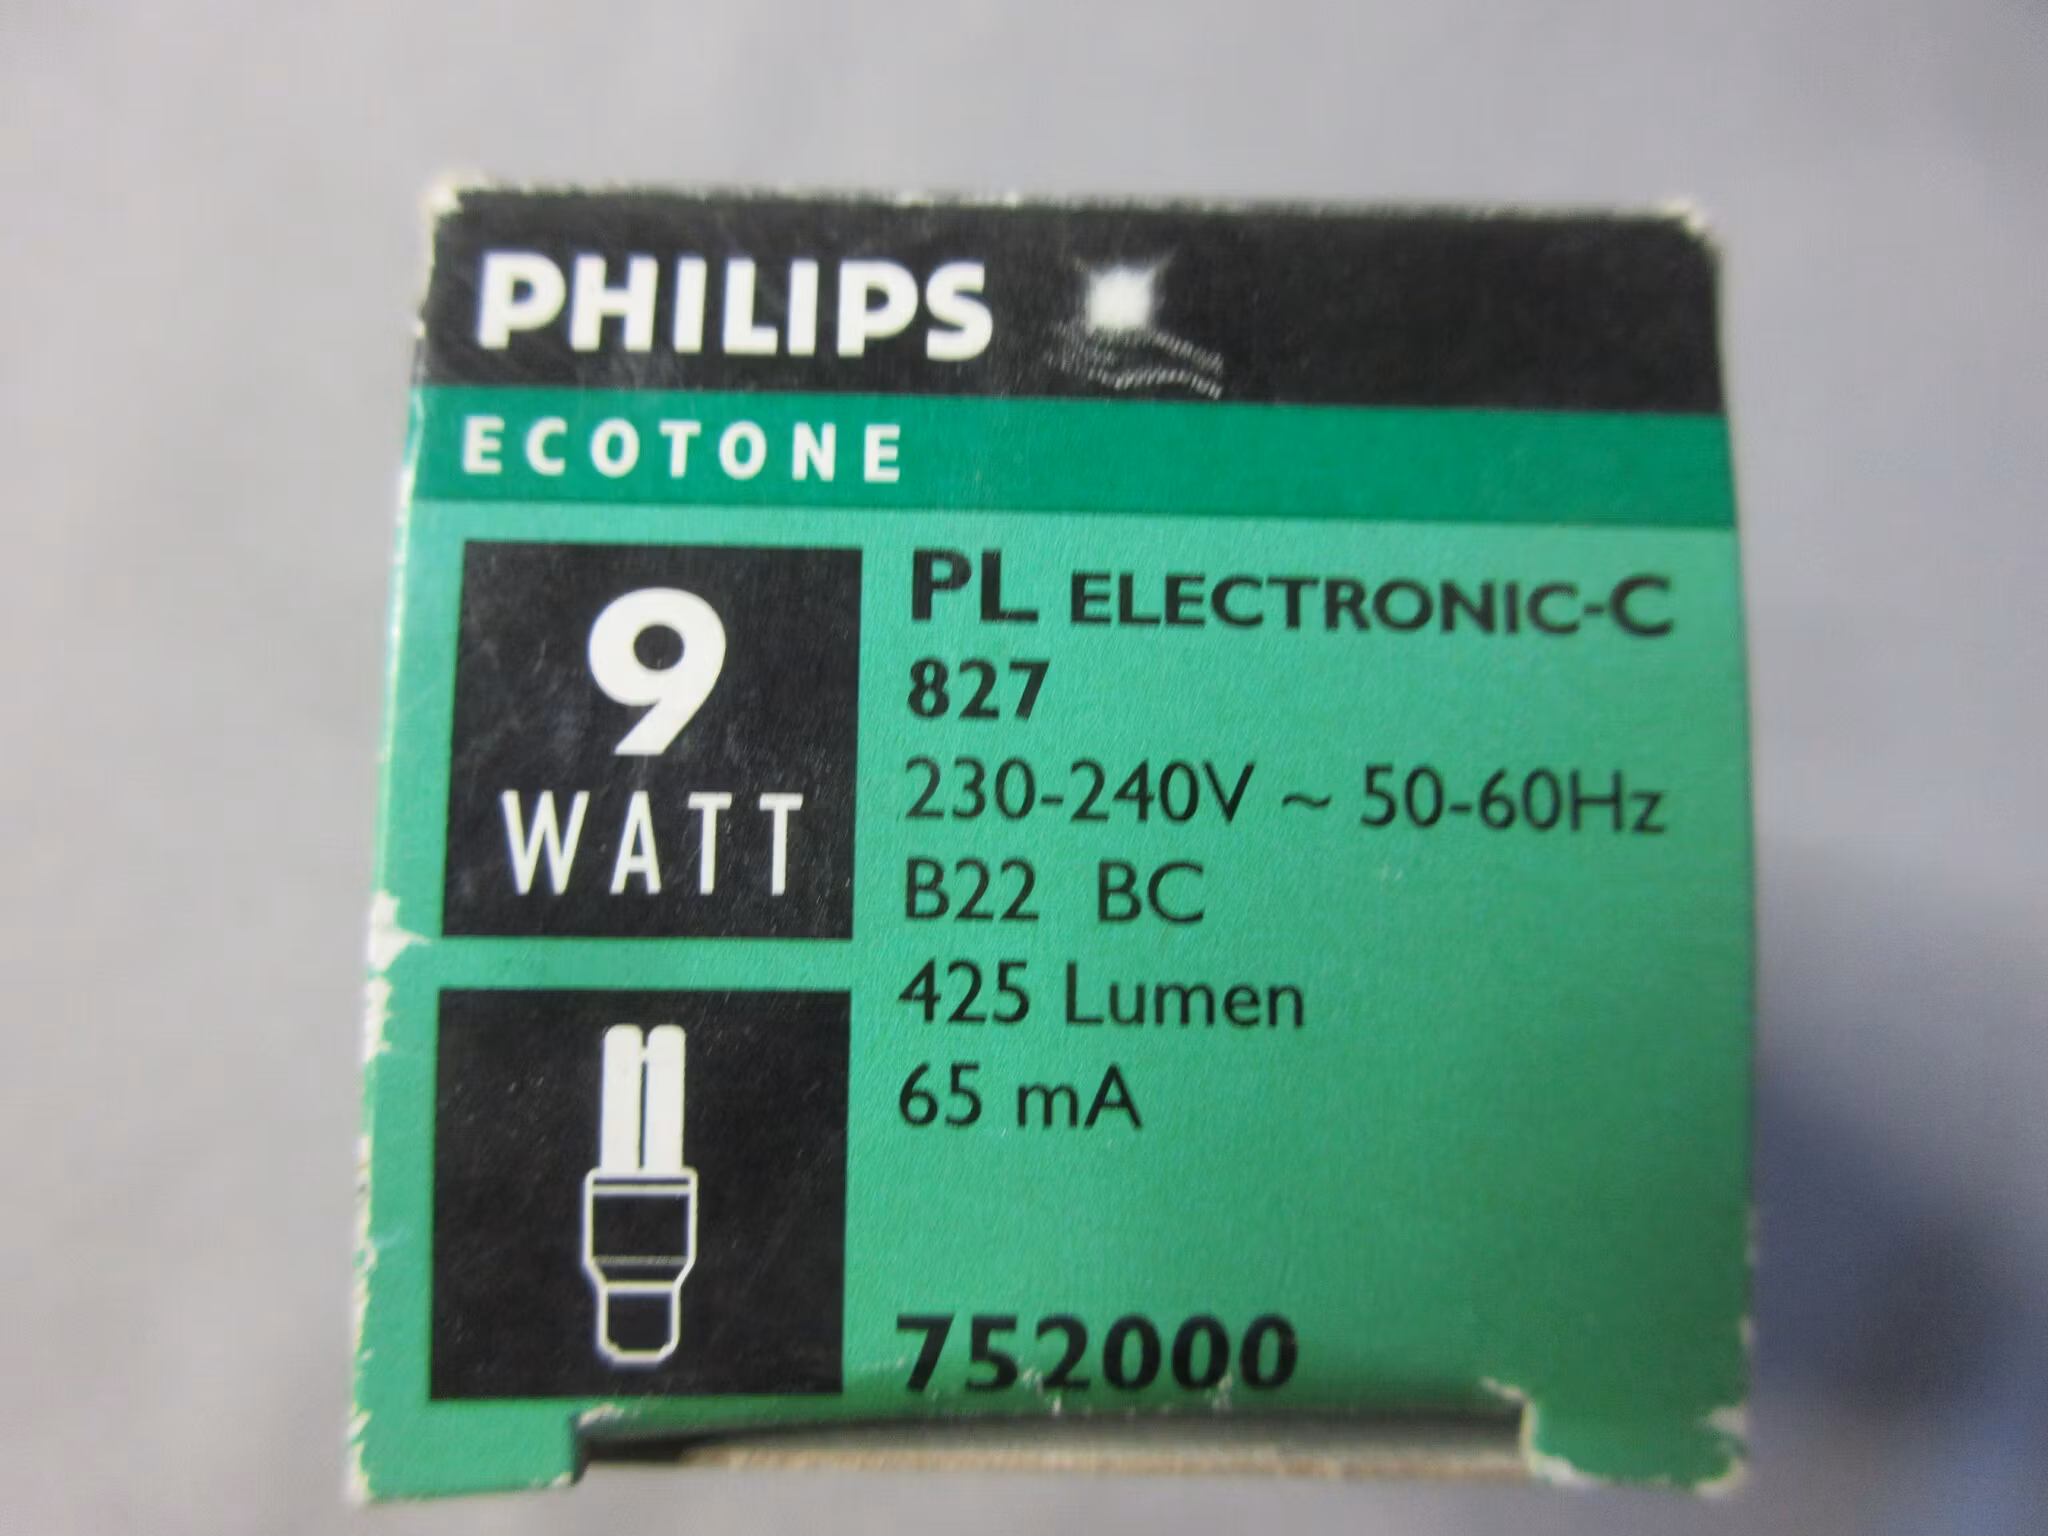 PHILIPS
ECOTONE
9
WATT
PL ELECTRONIC-C
827
230-240V ~ 50-60Hz
B22 BC
425 Lumen
65 mA
752000